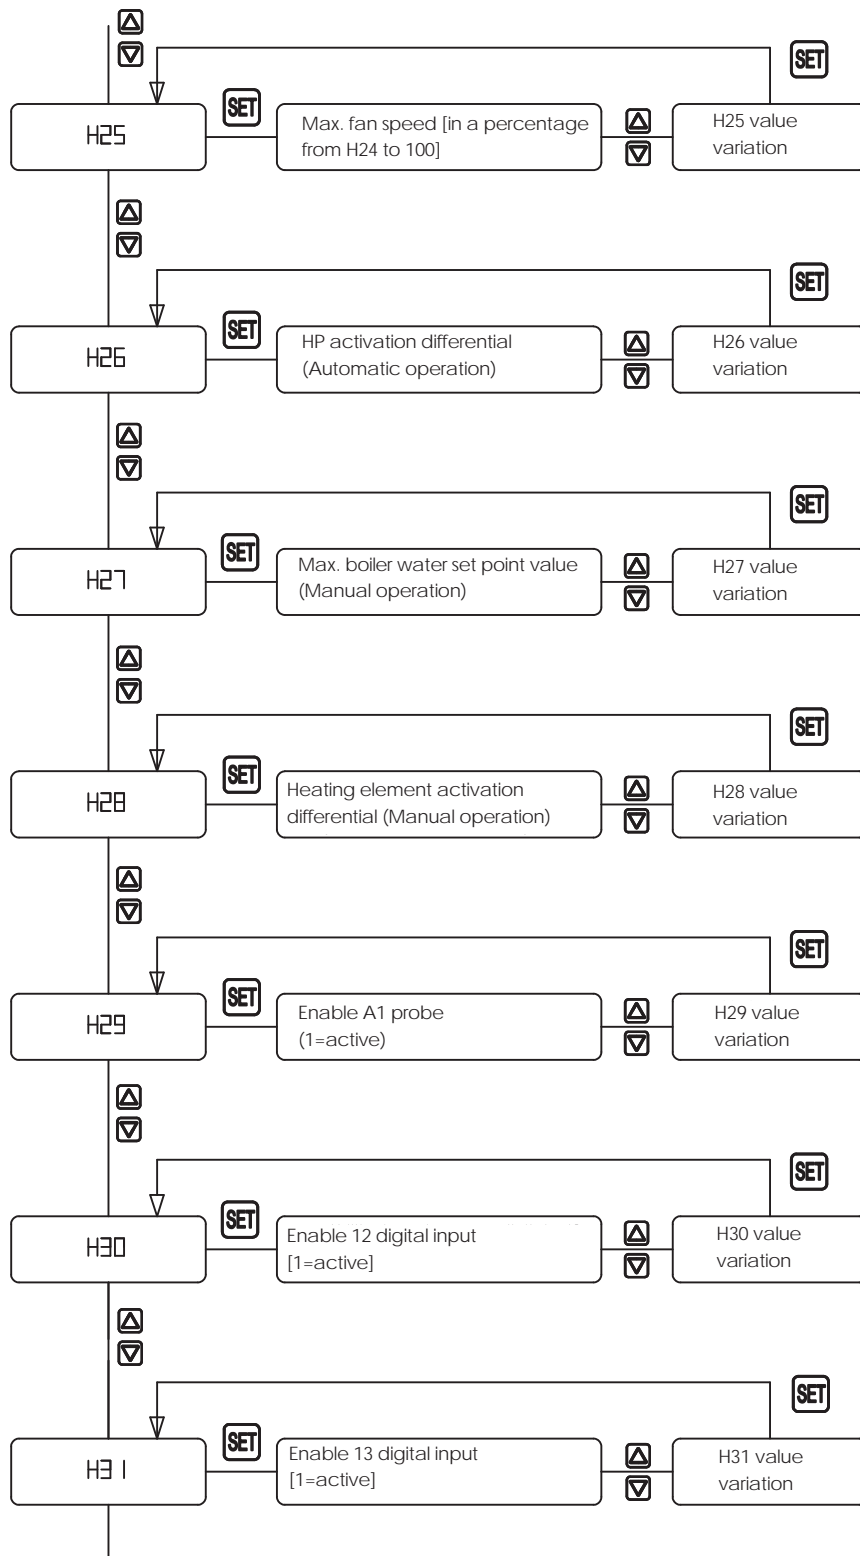 SET
H25
SET
Max. fan speed [in a percentage
from H24 to 100]
H25 value
variation
SET
H26
SET
HP activation differential
(Automatic operation)
H26 value
variation
SET
H27
SET
Max. boiler water set point value
(Manual operation)
H27 value
variation
SET
H28
SET
Heating element activation
differential (Manual operation)
H28 value
variation
SET
H29
SET
Enable A1 probe
(1=active)
H29 value
variation
SET
H30
SET
Enable 12 digital input
[1=active]
H30 value
variation
SET
H31
SET
Enable 13 digital input
[1=active]
H31 value
variation